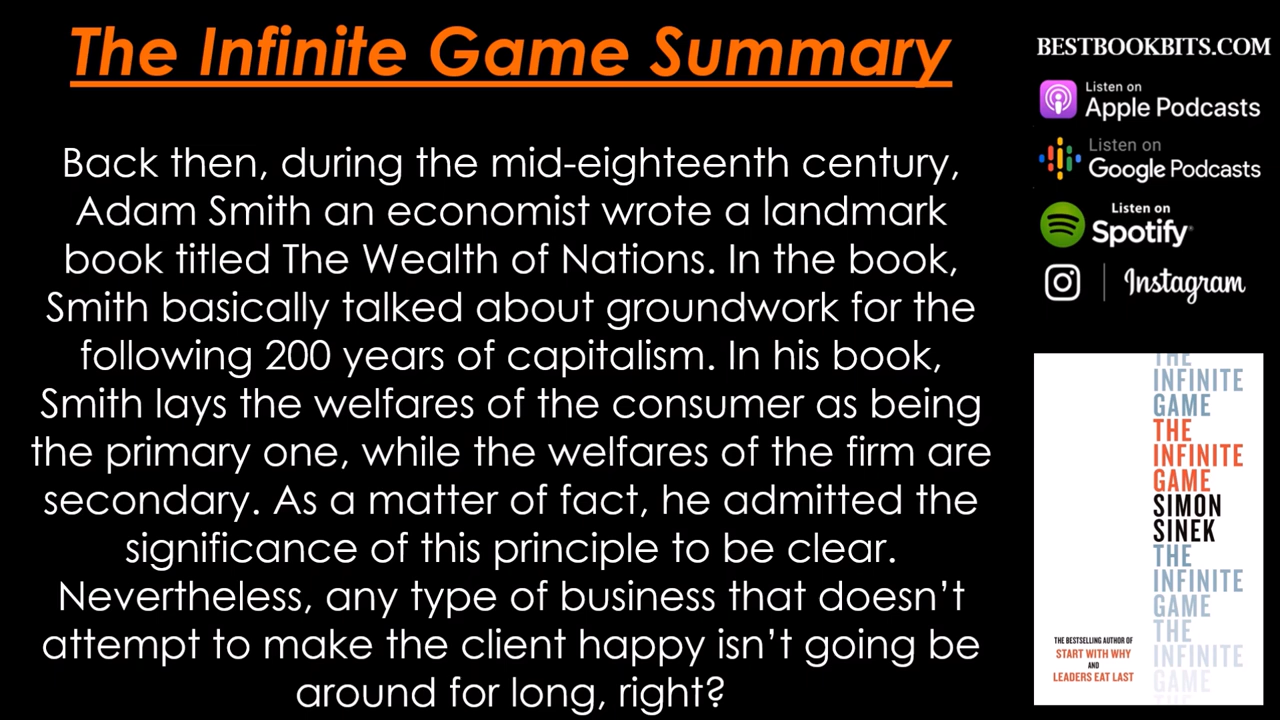 The Infinite Game Summary
Back then, during the mid-eighteenth century,
Adam Smith an economist wrote a landmark
book titled The Wealth of Nations. In the book,
Smith basically talked about groundwork for the
following 200 years of capitalism. In his book,
Smith lays the welfares of the consumer as being
the primary one, while the welfares of the firm are
secondary. As a matter of fact, he admitted the
significance of this principle to be clear.
Nevertheless, any type of business that doesn’t
attempt to make the client happy isn’t going be
around for long, right?
BESTBOOKBITS.COM
Listen on
Apple Podcasts
Listen on
Google Podcasts
Listen on
Spotify
Instagram
THE
INFINITE
GAME
THE
INFINITE
GAME
SIMON
SINEK
THE
INFINITE
GAME
THE
INFINITE
GAME
THE BESTSELLING AUTHOR OF
START WITH WHY
AND
LEADERS EAT LAST